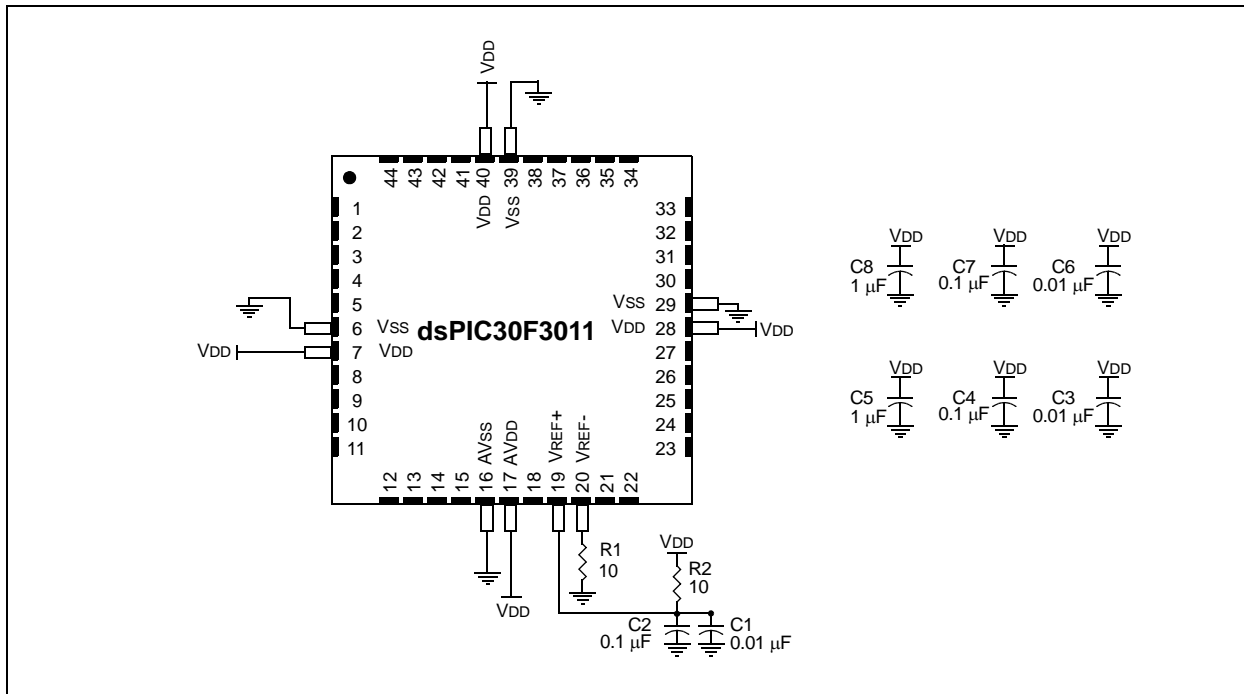 VDD
44 43 42 41 40 39 38 37 36 35 34
VDD
VSS
1
2
3
4
5
6 VSS
7 VDD
8
9
10
11
VDD
dsPIC30F3011
33
32
31
30
VSS 29
VDD 28
27
26
25
24
23
VDD
AVSS
AVDD
VREF+
VREF-
12 13 14 15 16 17 18 19 20 21 22
VDD
R1
10
VDD
R2
10
C2
0.1 µF
C1
0.01 µF
VDD
C8
1 µF
VDD
C7
0.1 µF
VDD
C6
0.01 µF
VDD
C5
1 µF
VDD
C4
0.1 µF
VDD
C3
0.01 µF